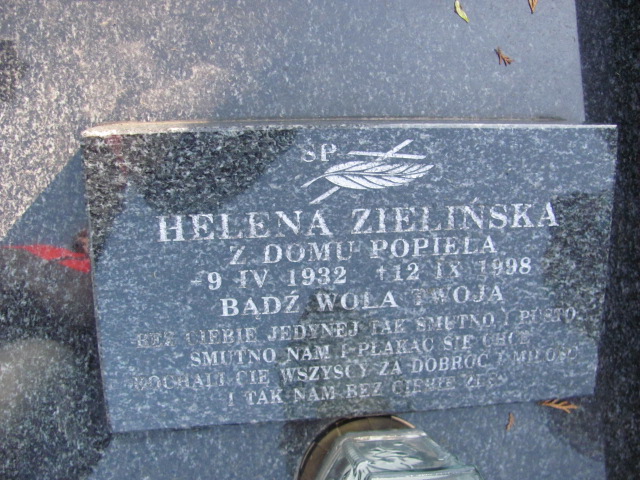 SP
HELENA ZIELIŃSKA
Z DOMU POPIELA
9 IV 1932 †12 IX 1998
BĄDŹ WOLA TWOJA
BEZ CIEBIE JEDYNEJ TAK SMUTNO I PUSTO
SMUTNO NAM I PŁAKAĆ SIĘ CHCE
KOCHALI CIĘ WSZYSCY ZA DOBROĆ I MIŁOŚĆ
I TAK NAM BEZ CIEBIE